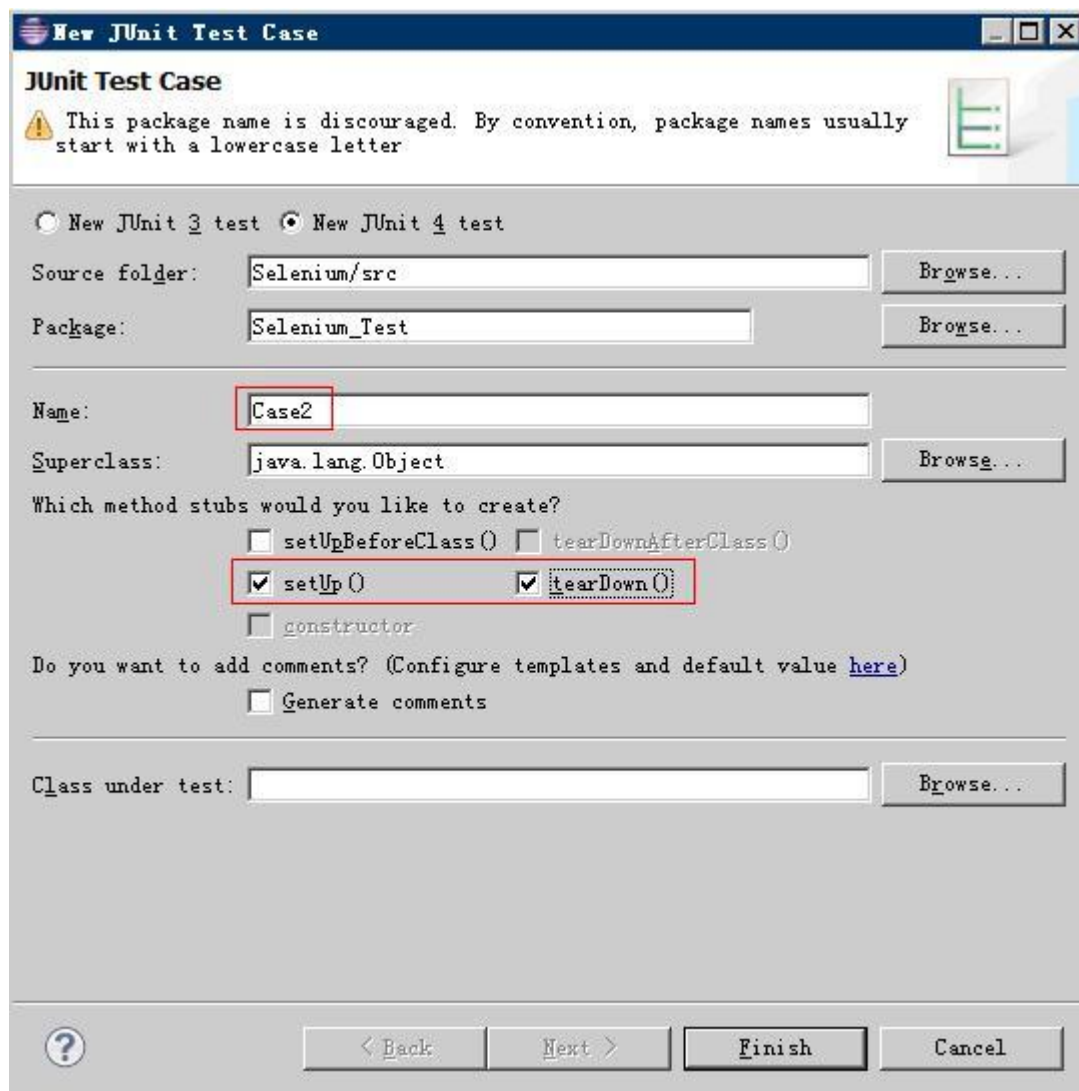 New JUnit Test Case
JUnit Test Case
This package name is discouraged. By convention, package names usually
start with a lowercase letter
New JUnit 3 test New JUnit 4 test
Source folder: Selenium/src Browse...
Package: Selenium_Test Browse...
Name: Case2
Superclass: java.lang.Object Browse...
Which method stubs would you like to create?
setUpBeforeClass() tearDownAfterClass()
setUp() tearDown()
constructor
Do you want to add comments? (Configure templates and default value here)
Generate comments
Class under test: Browse...
? < Back Next > Finish Cancel